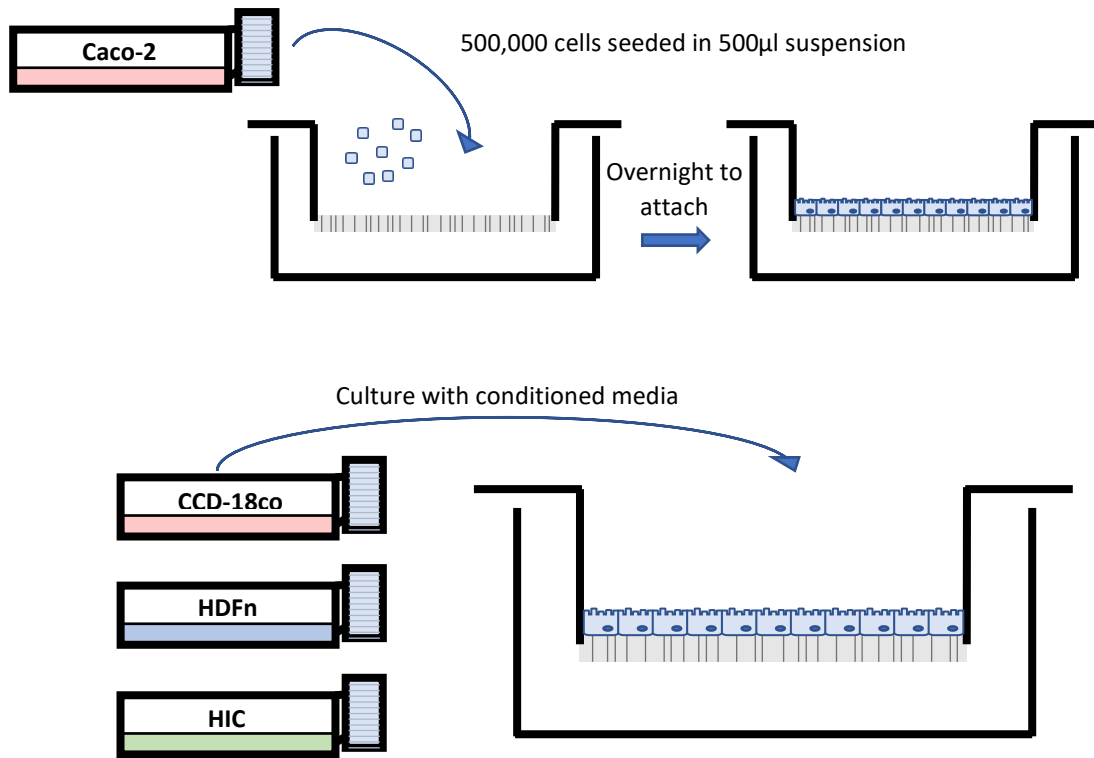 Caco-2
500,000 cells seeded in 500µl suspension
Overnight to
attach
Culture with conditioned media
CCD-18co
HDFn
HIC